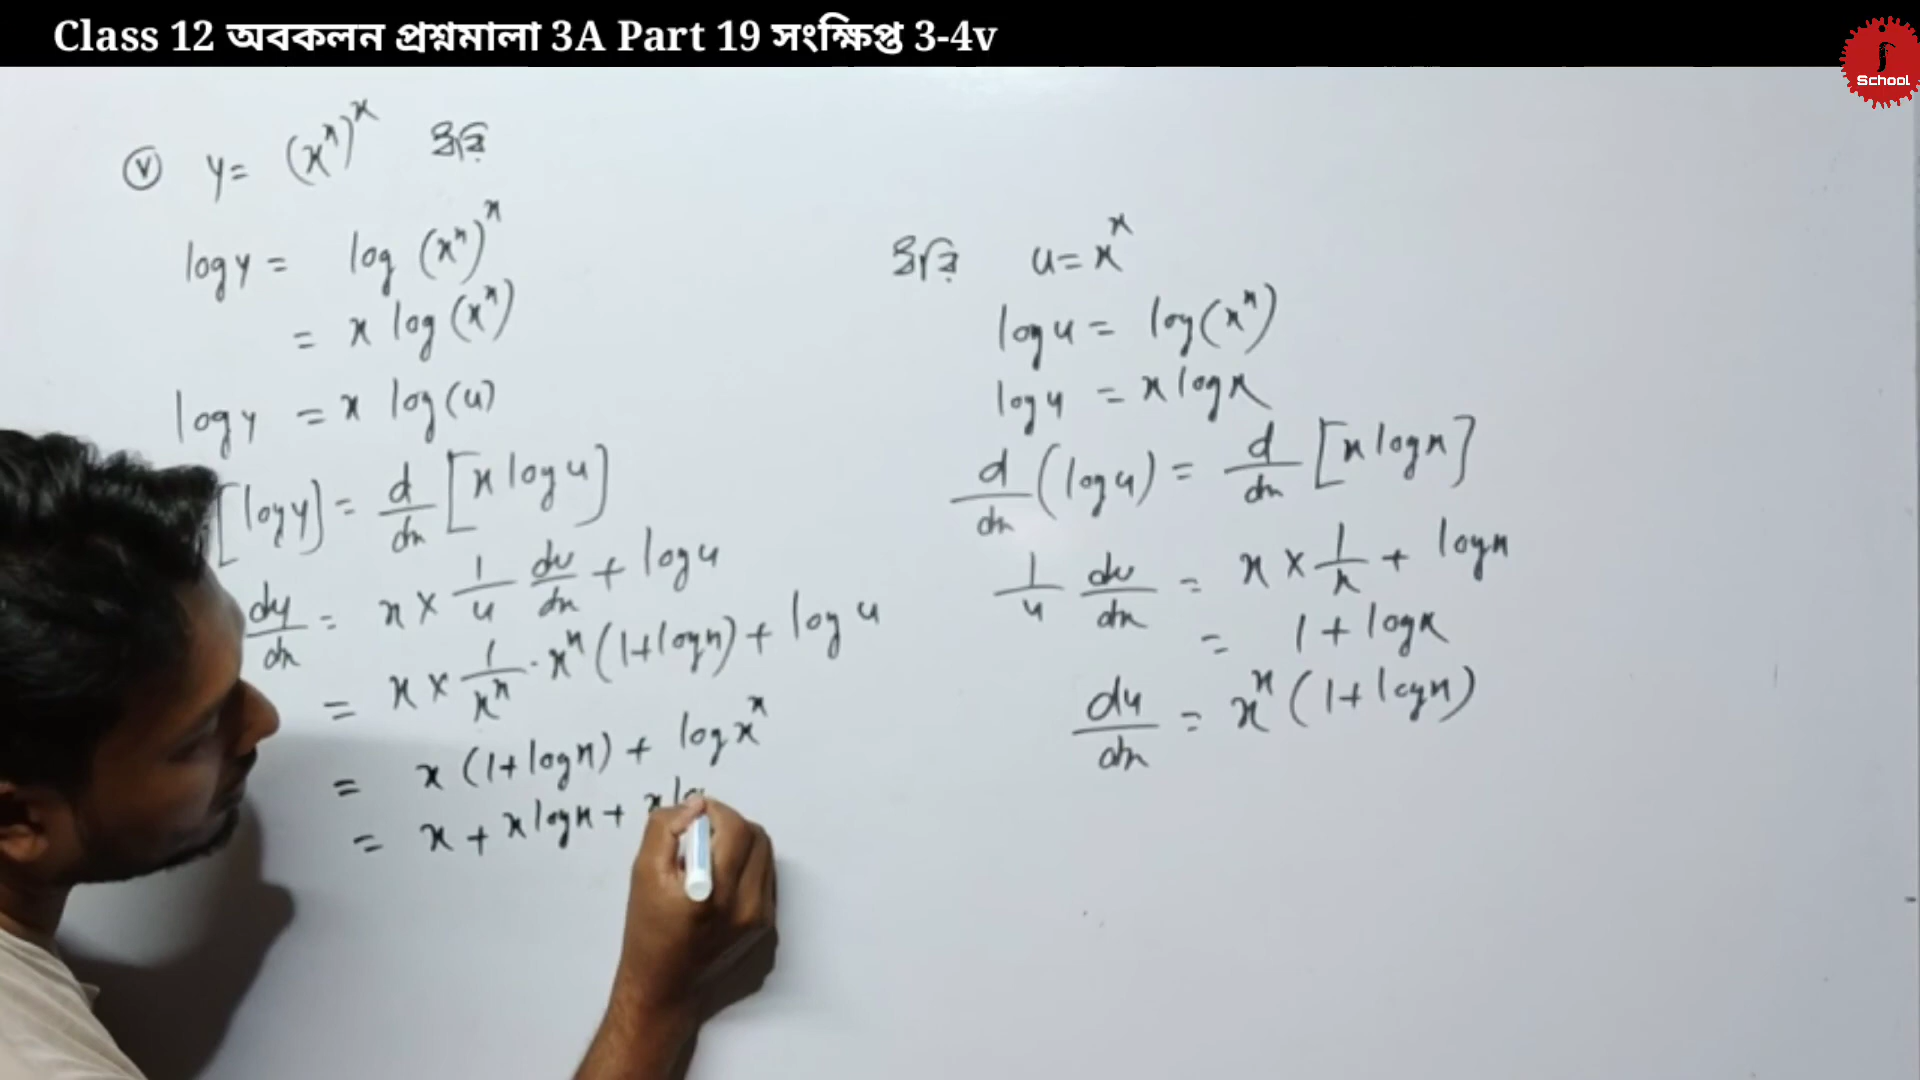 Class 12 অবকলন প্রশ্নমালা 3A Part 19 সংক্ষিপ্ত 3-4v
ʃ School
(v) y = (x^x)^x ধরি
log y = log (x^x)^x
= x log (x^x)
log y = x log (u)
[log y] = d/dx [x log u]
dy/dx = x × 1/u du/dx + log u
= x × 1/x^x · x^x (1+log x) + log u
= x (1+log x) + log x^x
= x + x log x + x lo
ধরি u = x^x
log u = log (x^x)
log u = x log x
d/dx (log u) = d/dx [x log x]
1/u du/dx = x × 1/x + log x
= 1 + log x
du/dx = x^x (1+log x)